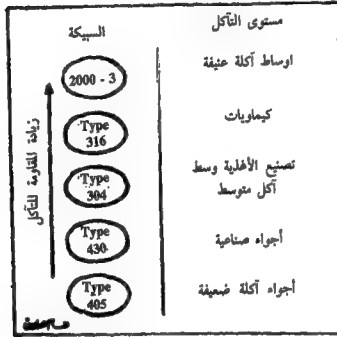 مستوى التآكل
السبيكة
اوساط آكلة عنيفة
2000 - 3
كيماويات
Type
316
تصنيع الأغذية وسط
آكل متوسط
Type
304
أجواء صناعية
Type
430
أجواء آكلة ضعيفة
Type
405
زيادة المقاومة للتآكل